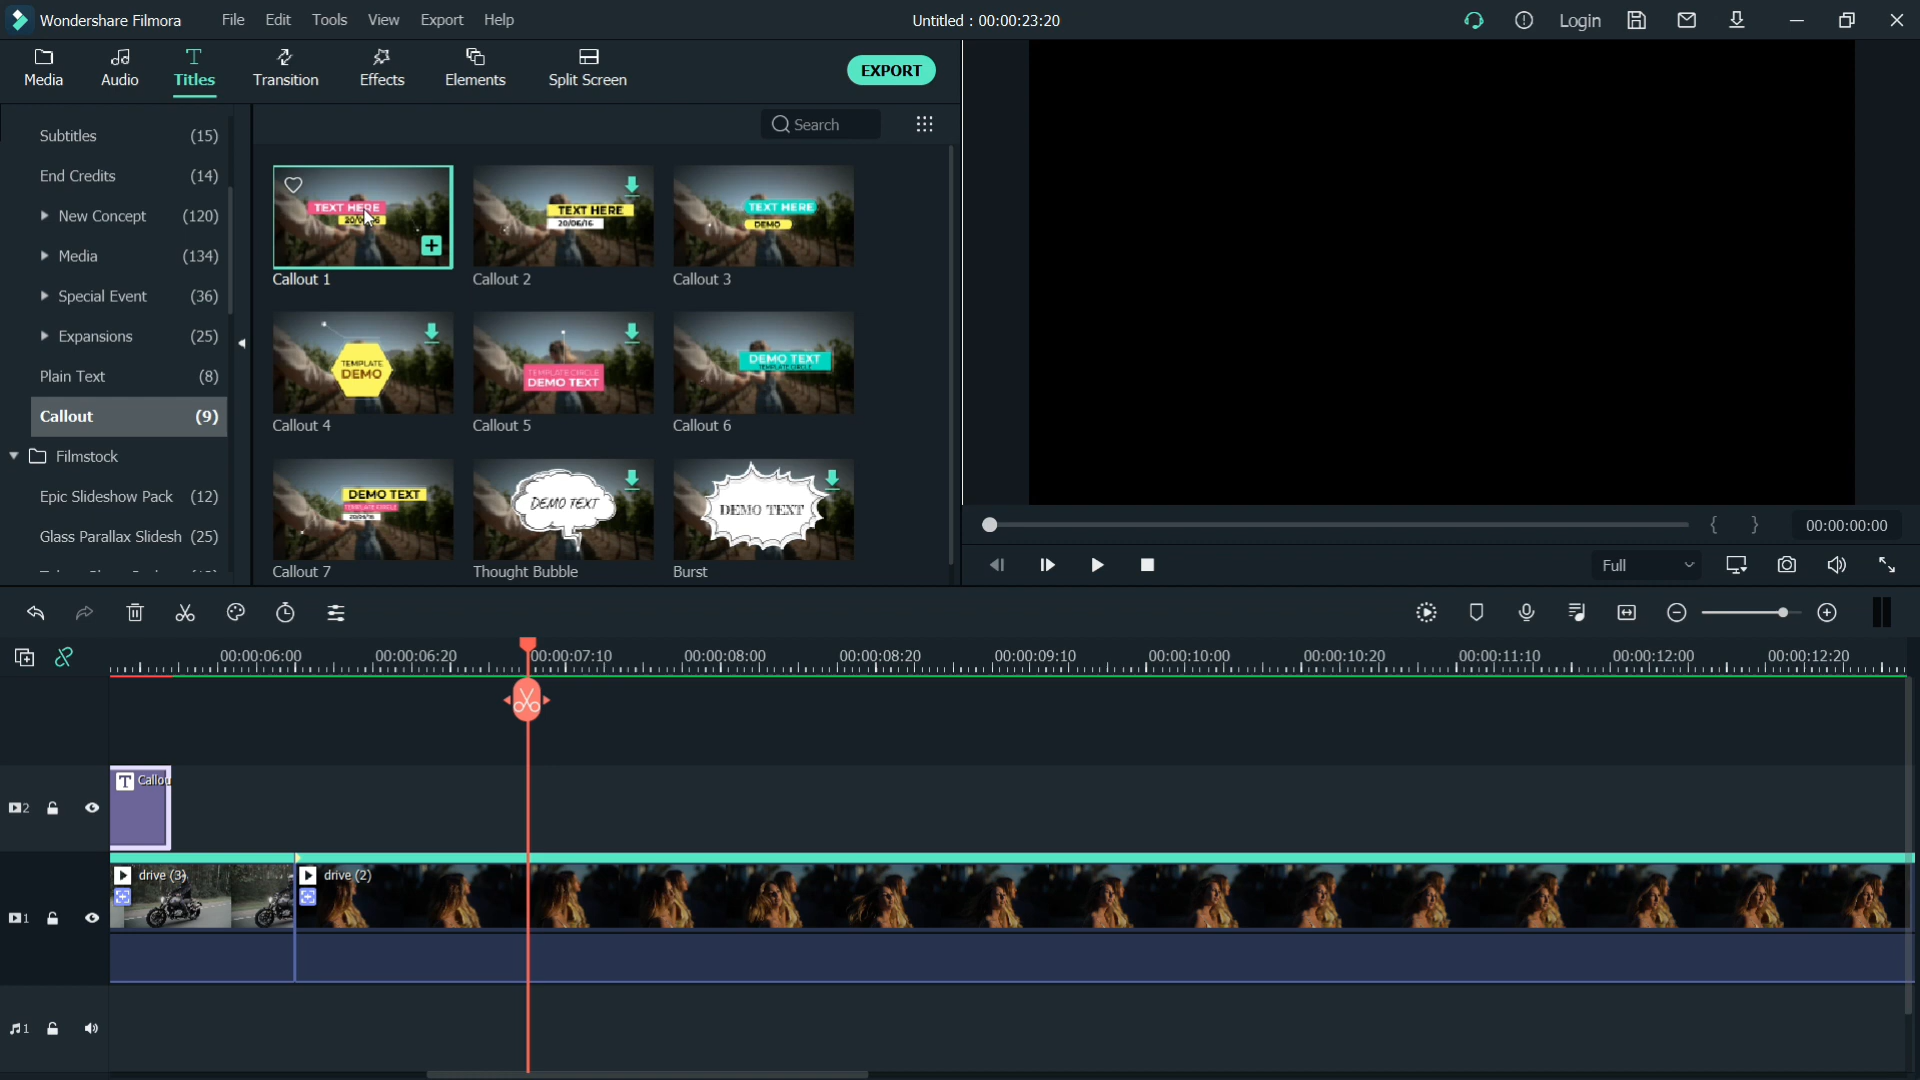 Wondershare Filmora File Edit Tools View Export Help Untitled : 00:00:23:20 Login
Media Audio Titles Transition Effects Elements Split Screen EXPORT
Search
Subtitles (15)
End Credits (14)
New Concept (120)
Media (134)
Special Event (36)
Expansions (25)
Plain Text (8)
Callout (9)
Filmstock
Epic Slideshow Pack (12)
Glass Parallax Slidesh (25)
TEXT HERE
TEXT HERE
20/06/16
TEXT HERE
DEMO
Callout 1 Callout 2 Callout 3
TEMPLATE
DEMO
TEMPLATE CIRCLE
DEMO TEXT
DEMO TEXT
TEMPLATE CIRCLE
Callout 4 Callout 5 Callout 6
DEMO TEXT
TEMPLATE CIRCLE
DEMO TEXT
DEMO TEXT
Callout 7 Thought Bubble Burst
{ } 00:00:00:00
Full
00:00:06:00 00:00:06:20 00:00:07:10 00:00:08:00 00:00:08:20 00:00:09:10 00:00:10:00 00:00:10:20 00:00:11:10 00:00:12:00 00:00:12:20
T Callou
2
drive (3) drive (2)
1
1